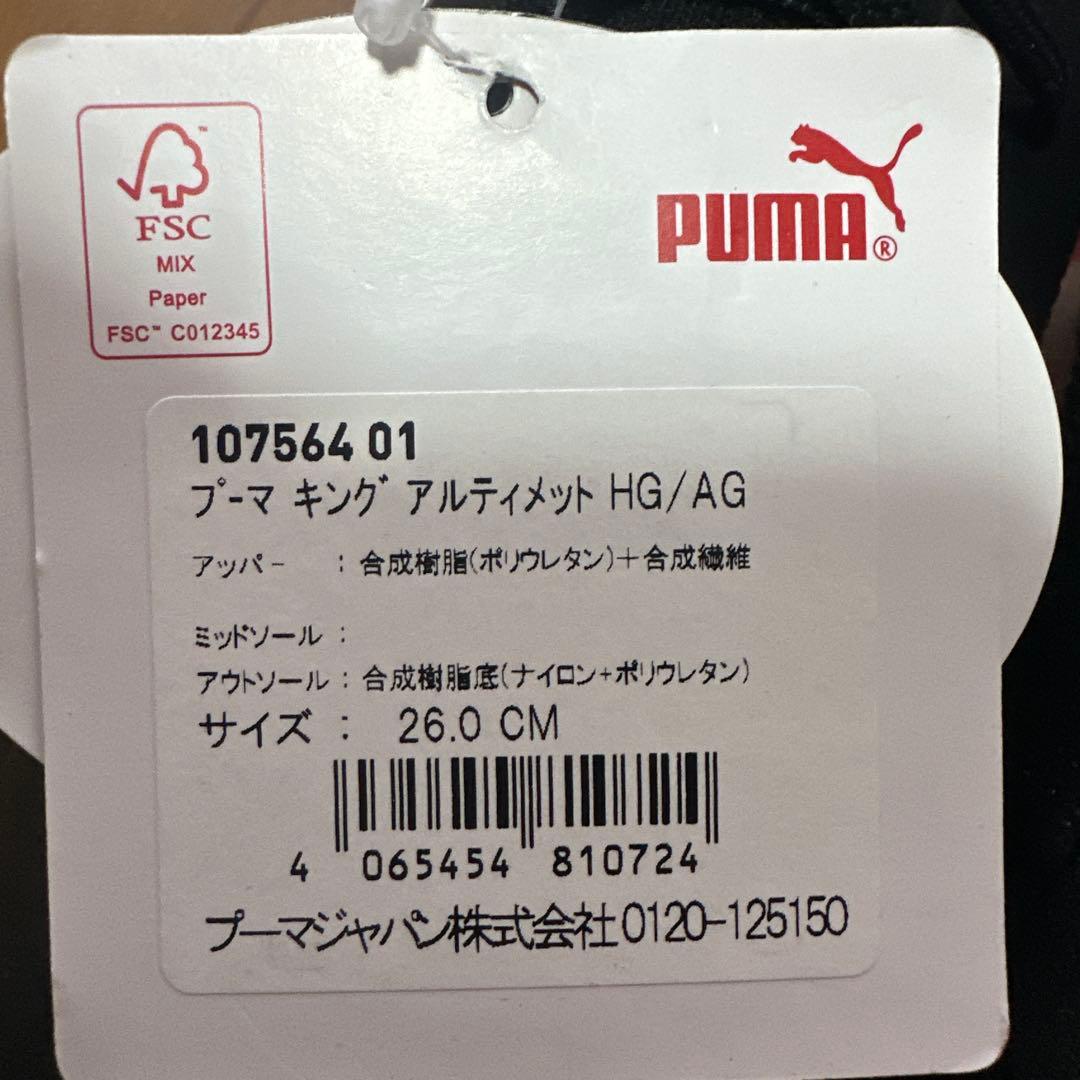 FSC
MIX
Paper
FSC™ C012345
PUMA®
107564 01
プーマ キング アルティメット HG/AG
アッパー : 合成樹脂(ポリウレタン)+合成繊維
ミッドソール :
アウトソール : 合成樹脂底(ナイロン+ポリウレタン)
サイズ : 26.0 CM
4 065454 810724
プーマジャパン株式会社0120-125150